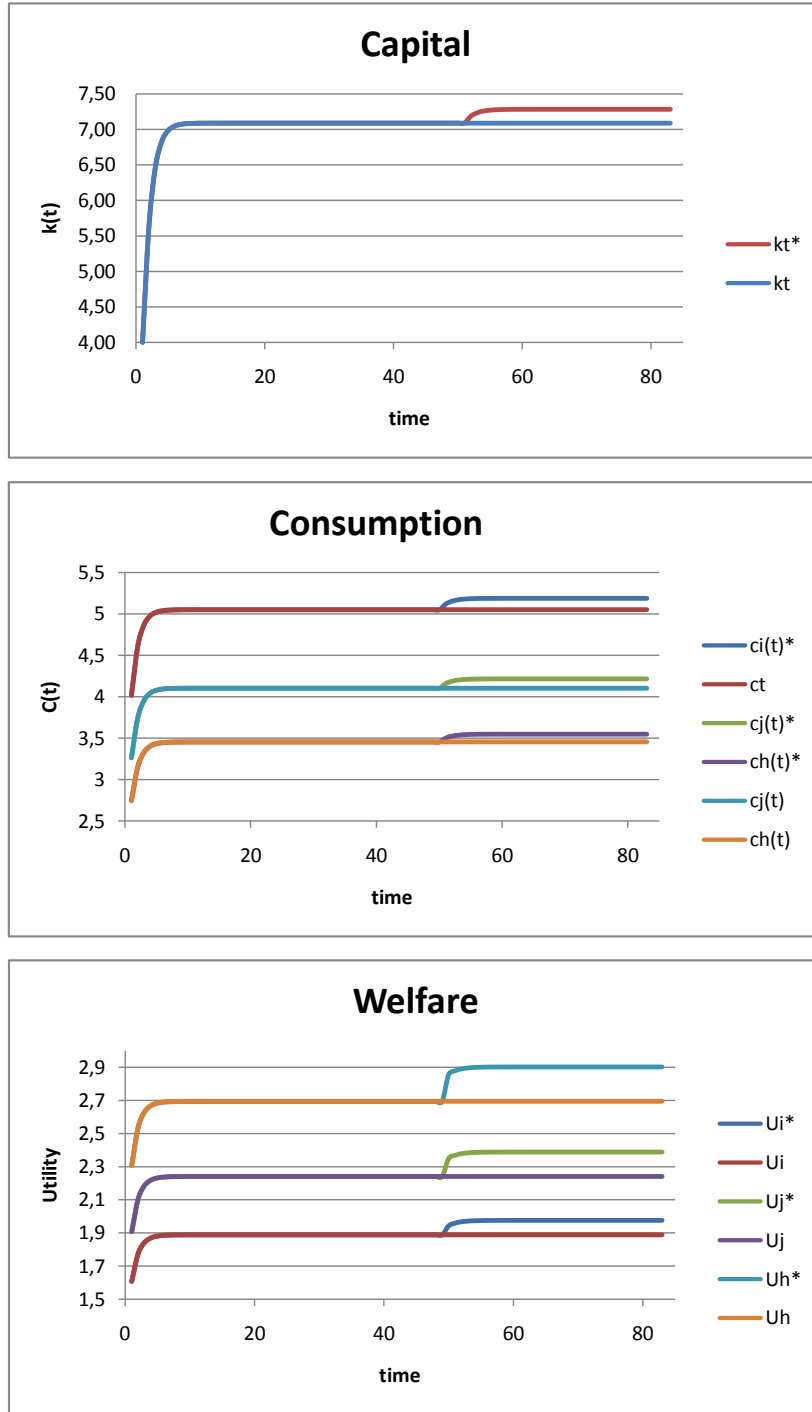 Capital
7,50
7,00
6,50
6,00
5,50
5,00
4,50
4,00
k(t)
0 20 40 60 80
time
kt*
kt
Consumption
5,5
5
4,5
4
3,5
3
2,5
C(t)
0 20 40 60 80
time
ci(t)*
ct
cj(t)*
ch(t)*
cj(t)
ch(t)
Welfare
2,9
2,7
2,5
2,3
2,1
1,9
1,7
1,5
Utility
0 20 40 60 80
time
Ui*
Ui
Uj*
Uj
Uh*
Uh